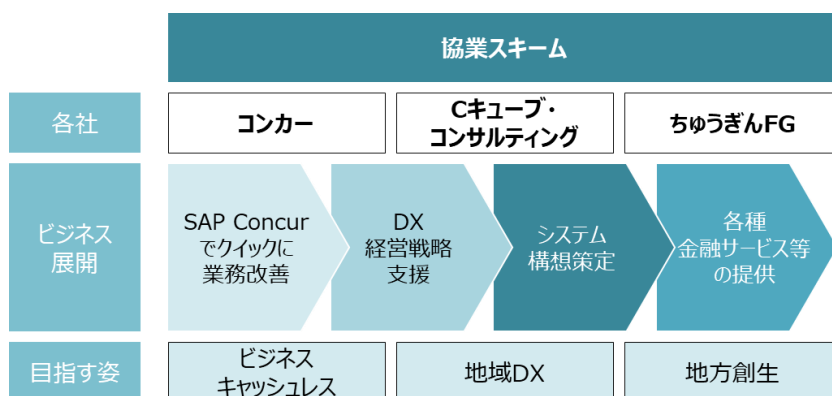 協業スキーム
各社
コンカー
Cキューブ・
コンサルティング
ちゅうぎんFG
ビジネス
展開
SAP Concur
でクイックに
業務改善
DX
経営戦略
支援
システム
構想策定
各種
金融サービス等
の提供
目指す姿
ビジネス
キャッシュレス
地域DX
地方創生